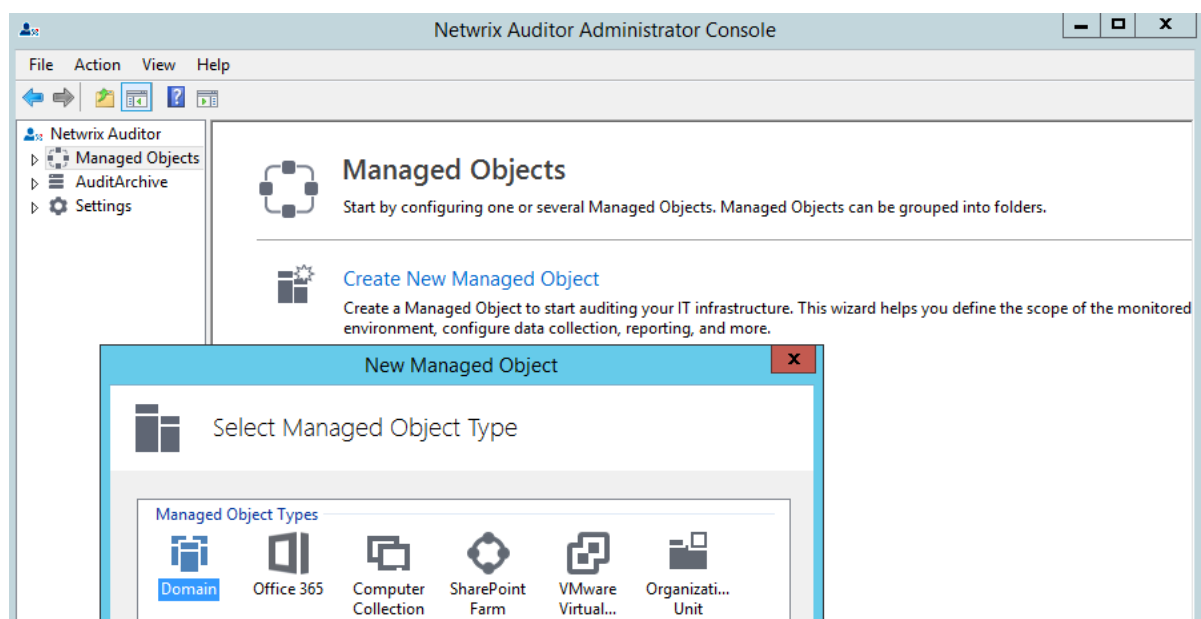 Netwrix Auditor Administrator Console
File Action View Help
Netwrix Auditor
Managed Objects
AuditArchive
Settings
Managed Objects
Start by configuring one or several Managed Objects. Managed Objects can be grouped into folders.
Create New Managed Object
Create a Managed Object to start auditing your IT infrastructure. This wizard helps you define the scope of the monitored
environment, configure data collection, reporting, and more.
New Managed Object
Select Managed Object Type
Managed Object Types
Domain
Office 365
Computer
Collection
SharePoint
Farm
VMware
Virtual...
Organizati...
Unit